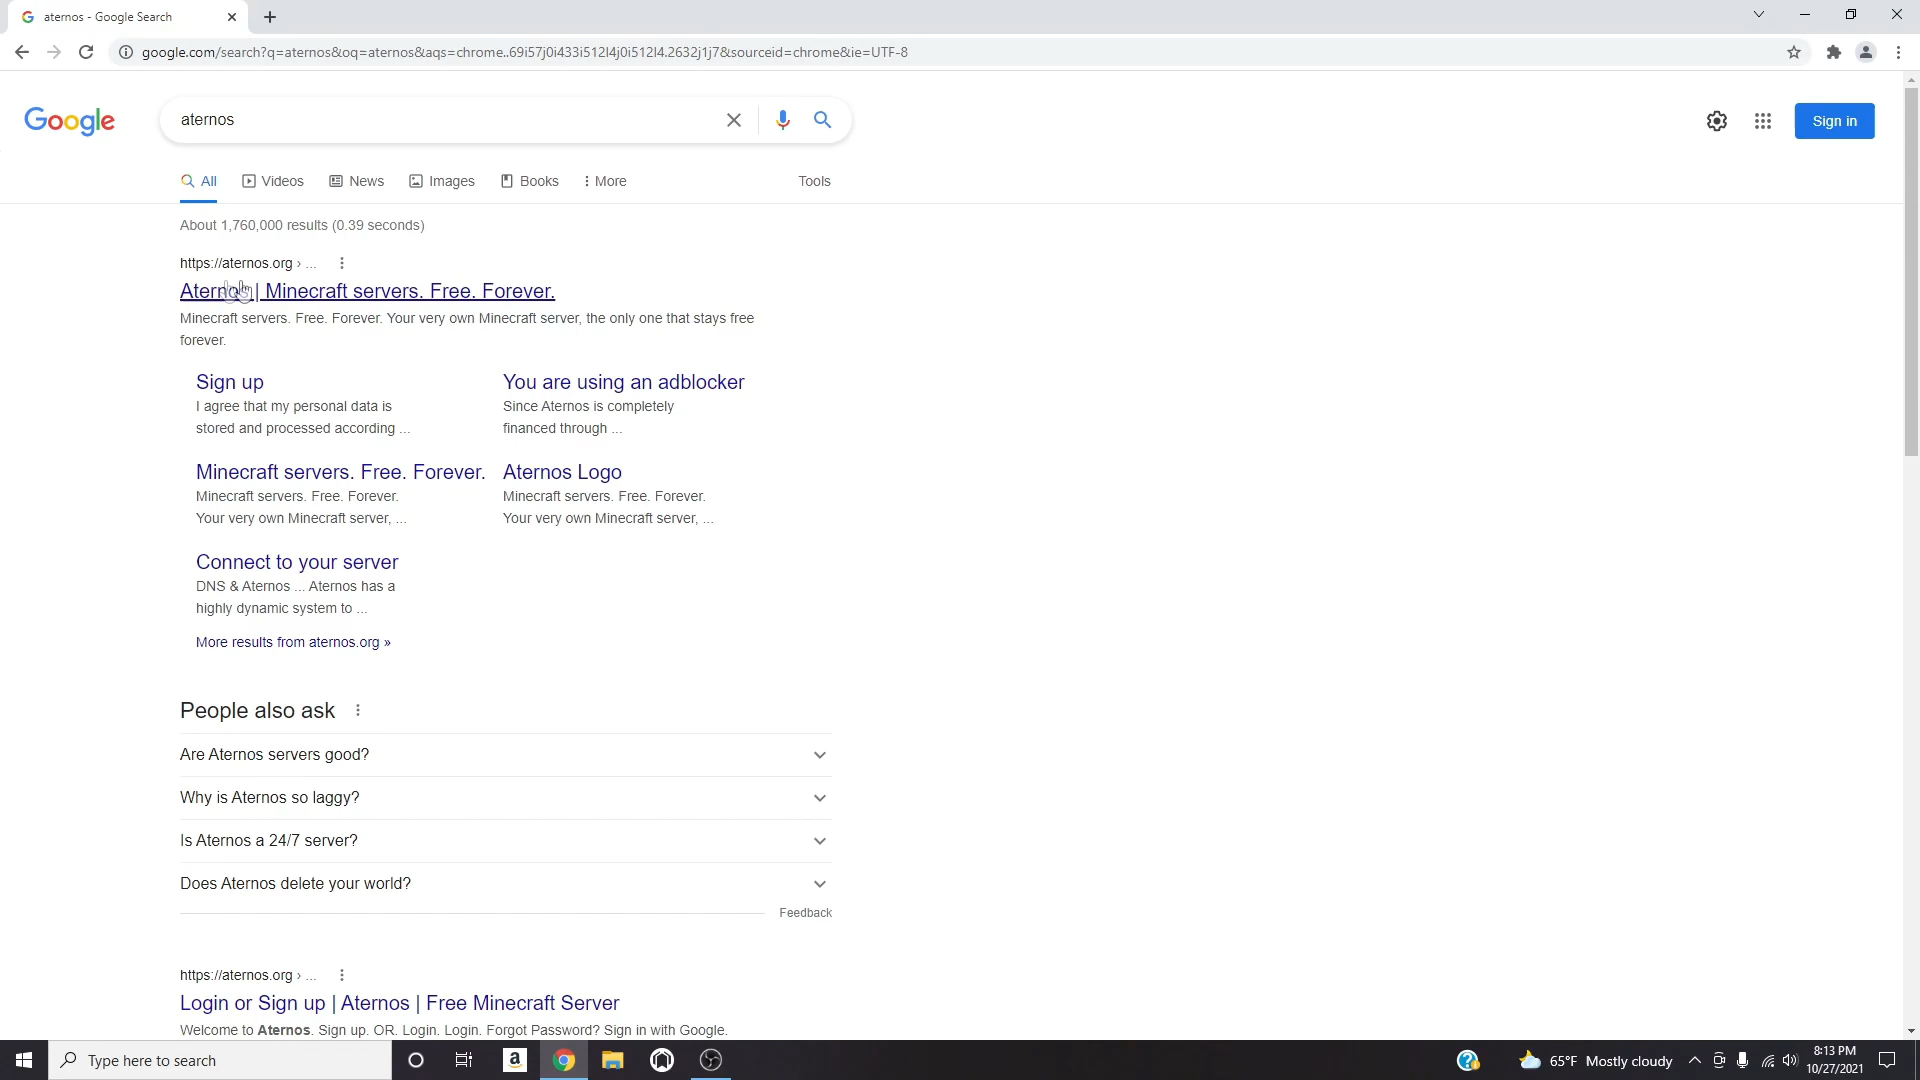 aternos - Google Search
google.com/search?q=aternos&oq=aternos&aqs=chrome..69i57j0i433i512l4j0i512l4.2632j1j7&sourceid=chrome&ie=UTF-8
Google
aternos
Sign in
All
Videos
News
Images
Books
More
Tools
About 1,760,000 results (0.39 seconds)
https://aternos.org › ...
Aternos | Minecraft servers. Free. Forever.
Minecraft servers. Free. Forever. Your very own Minecraft server, the only one that stays free
forever.
Sign up
I agree that my personal data is
stored and processed according ...
You are using an adblocker
Since Aternos is completely
financed through ...
Minecraft servers. Free. Forever.
Minecraft servers. Free. Forever.
Your very own Minecraft server, ...
Aternos Logo
Minecraft servers. Free. Forever.
Your very own Minecraft server, ...
Connect to your server
DNS & Aternos ... Aternos has a
highly dynamic system to ...
More results from aternos.org »
People also ask
Are Aternos servers good?
Why is Aternos so laggy?
Is Aternos a 24/7 server?
Does Aternos delete your world?
Feedback
https://aternos.org › ...
Login or Sign up | Aternos | Free Minecraft Server
Welcome to Aternos. Sign up. OR. Login. Login. Forgot Password? Sign in with Google.
Type here to search
a
65°F Mostly cloudy
8:13 PM
10/27/2021